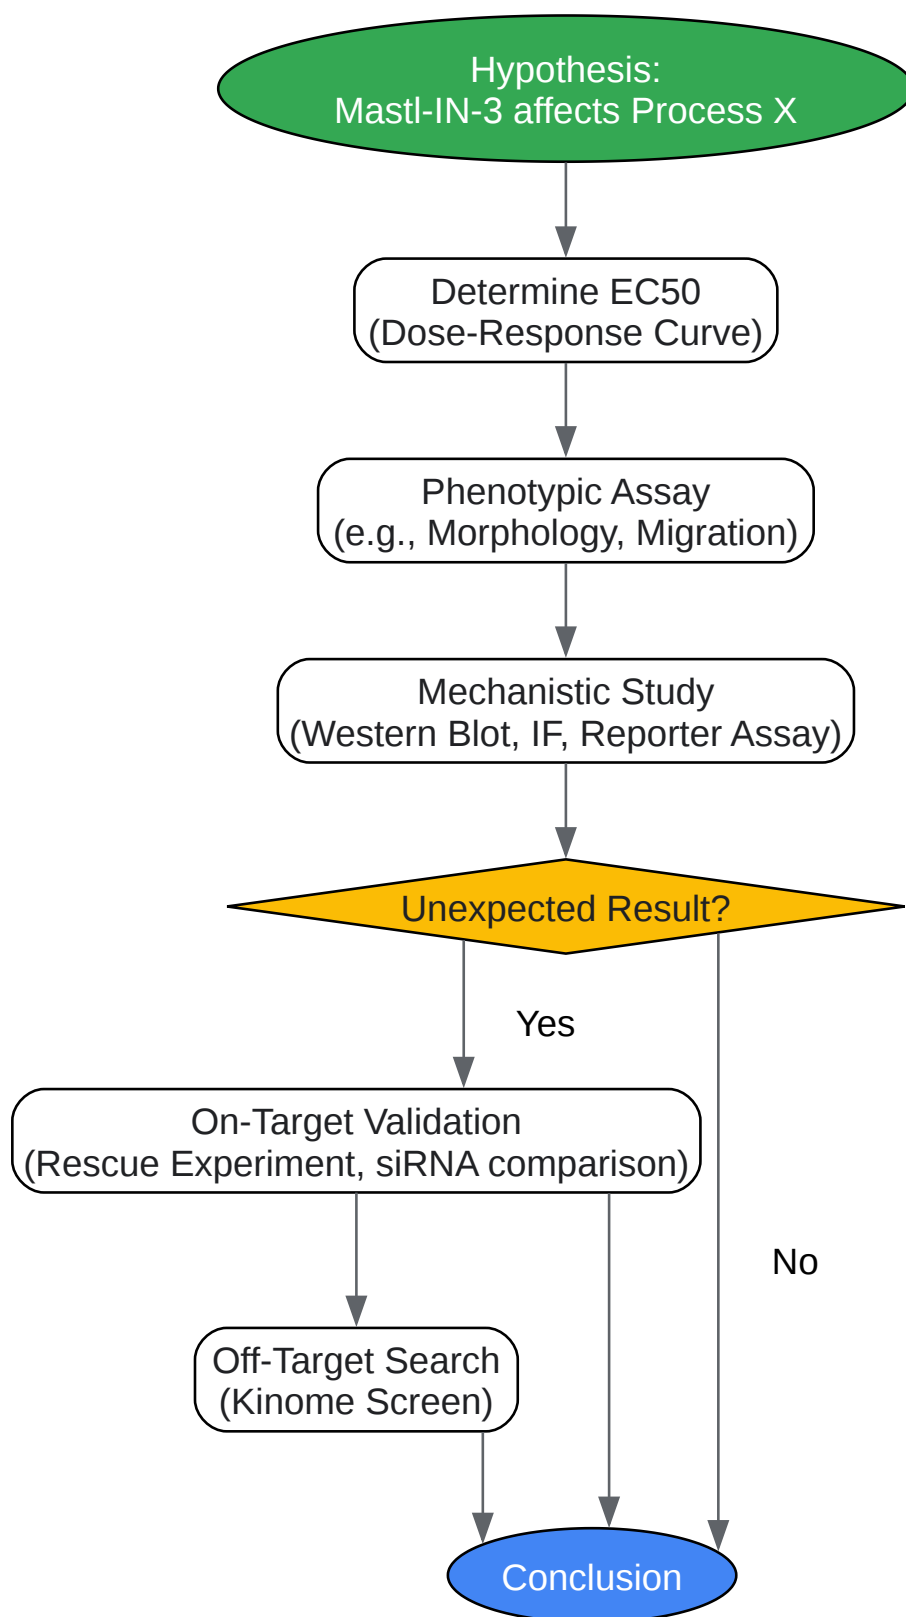 Hypothesis:
Mastl-IN-3 affects Process X
Determine EC50
(Dose-Response Curve)
Phenotypic Assay
(e.g., Morphology, Migration)
Mechanistic Study
(Western Blot, IF, Reporter Assay)
Unexpected Result?
Yes
On-Target Validation
(Rescue Experiment, siRNA comparison)
No
Off-Target Search
(Kinome Screen)
Conclusion